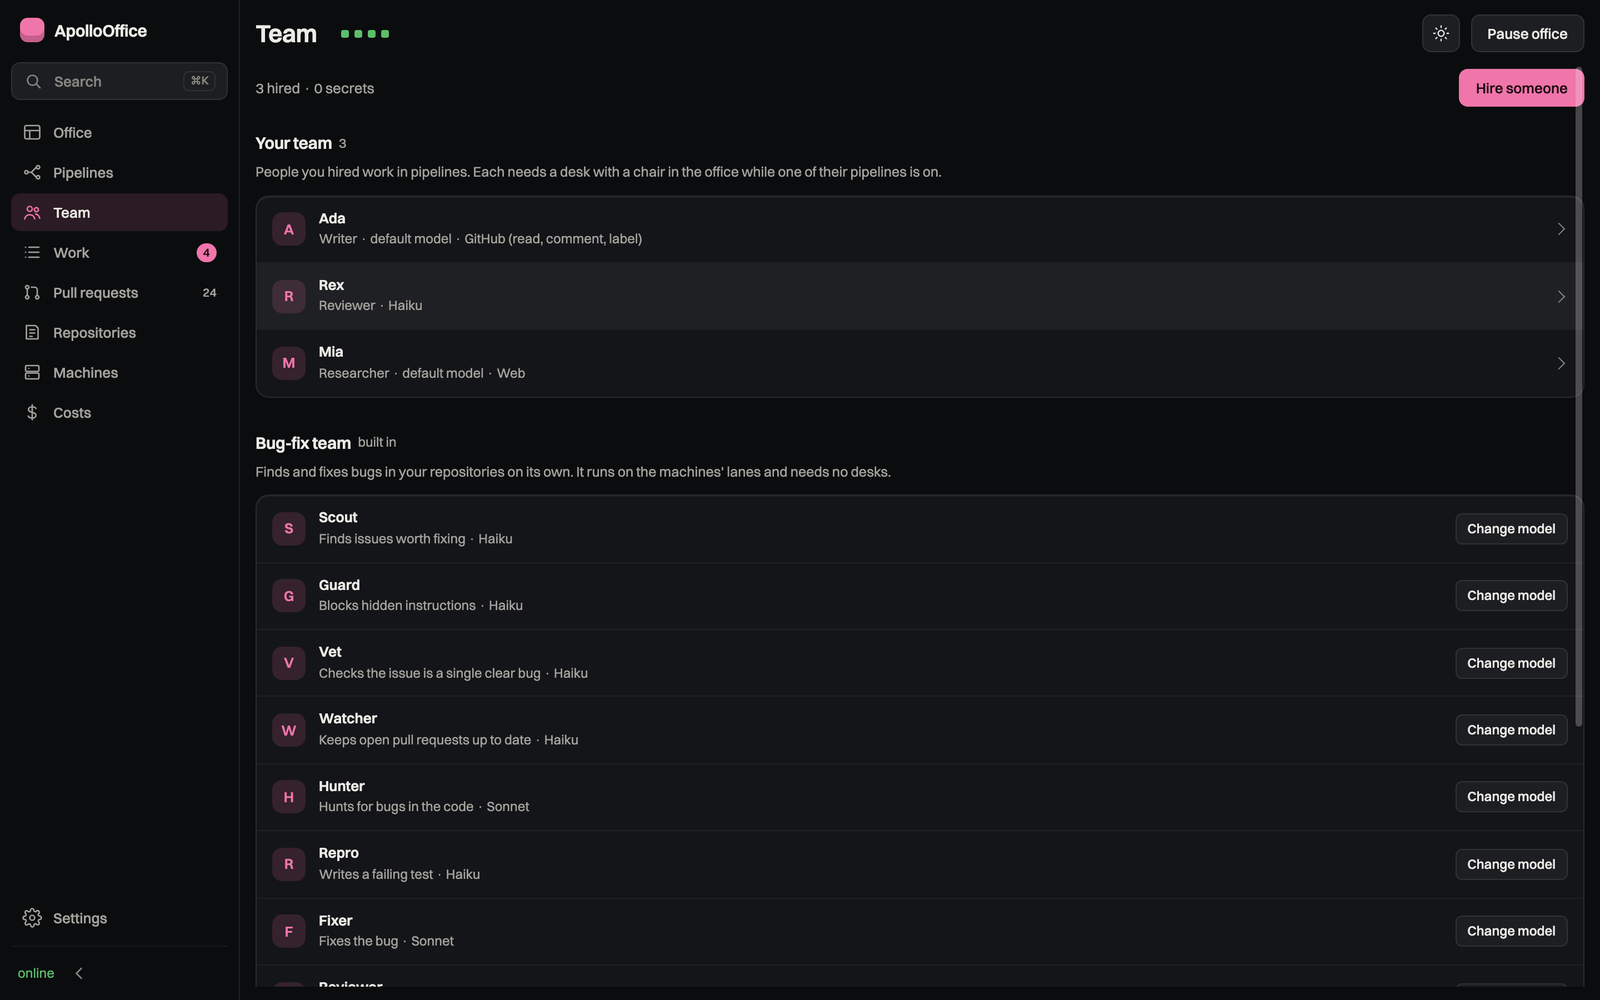 ApolloOffice
Search ⌘K
Office
Pipelines
Team
Work 4
Pull requests 24
Repositories
Machines
Costs
Settings
online
Team
Pause office
3 hired · 0 secrets
Hire someone
Your team 3
People you hired work in pipelines. Each needs a desk with a chair in the office while one of their pipelines is on.
A
Ada
Writer · default model · GitHub (read, comment, label)
R
Rex
Reviewer · Haiku
M
Mia
Researcher · default model · Web
Bug-fix team built in
Finds and fixes bugs in your repositories on its own. It runs on the machines' lanes and needs no desks.
S
Scout
Finds issues worth fixing · Haiku
Change model
G
Guard
Blocks hidden instructions · Haiku
Change model
V
Vet
Checks the issue is a single clear bug · Haiku
Change model
W
Watcher
Keeps open pull requests up to date · Haiku
Change model
H
Hunter
Hunts for bugs in the code · Sonnet
Change model
R
Repro
Writes a failing test · Haiku
Change model
F
Fixer
Fixes the bug · Sonnet
Change model
Reviewer